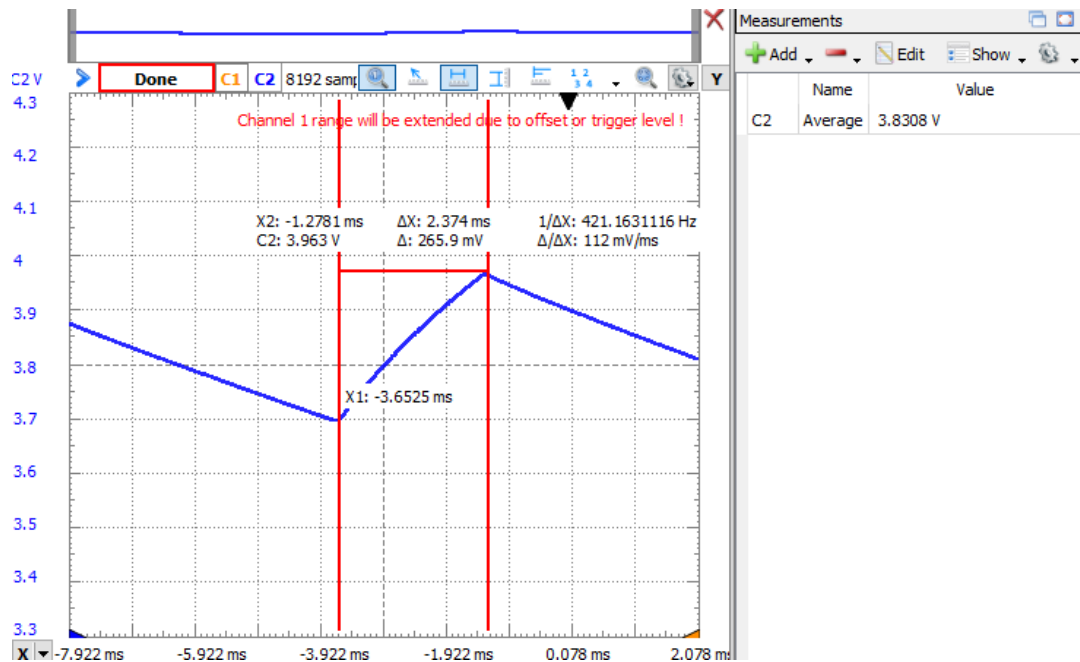 Measurements
C2 V
Done
C1
C2
8192 samp
Y
Add
Edit
Show
Name
Value
C2
Average
3.8308 V
4.3
Channel 1 range will be extended due to offset or trigger level !
4.2
4.1
X2: -1.2781 ms
ΔX: 2.374 ms
1/ΔX: 421.1631116 Hz
C2: 3.963 V
Δ: 265.9 mV
Δ/ΔX: 112 mV/ms
4
3.9
3.8
X1: -3.6525 ms
3.7
3.6
3.5
3.4
3.3
X
-7.922 ms
-5.922 ms
-3.922 ms
-1.922 ms
0.078 ms
2.078 ms